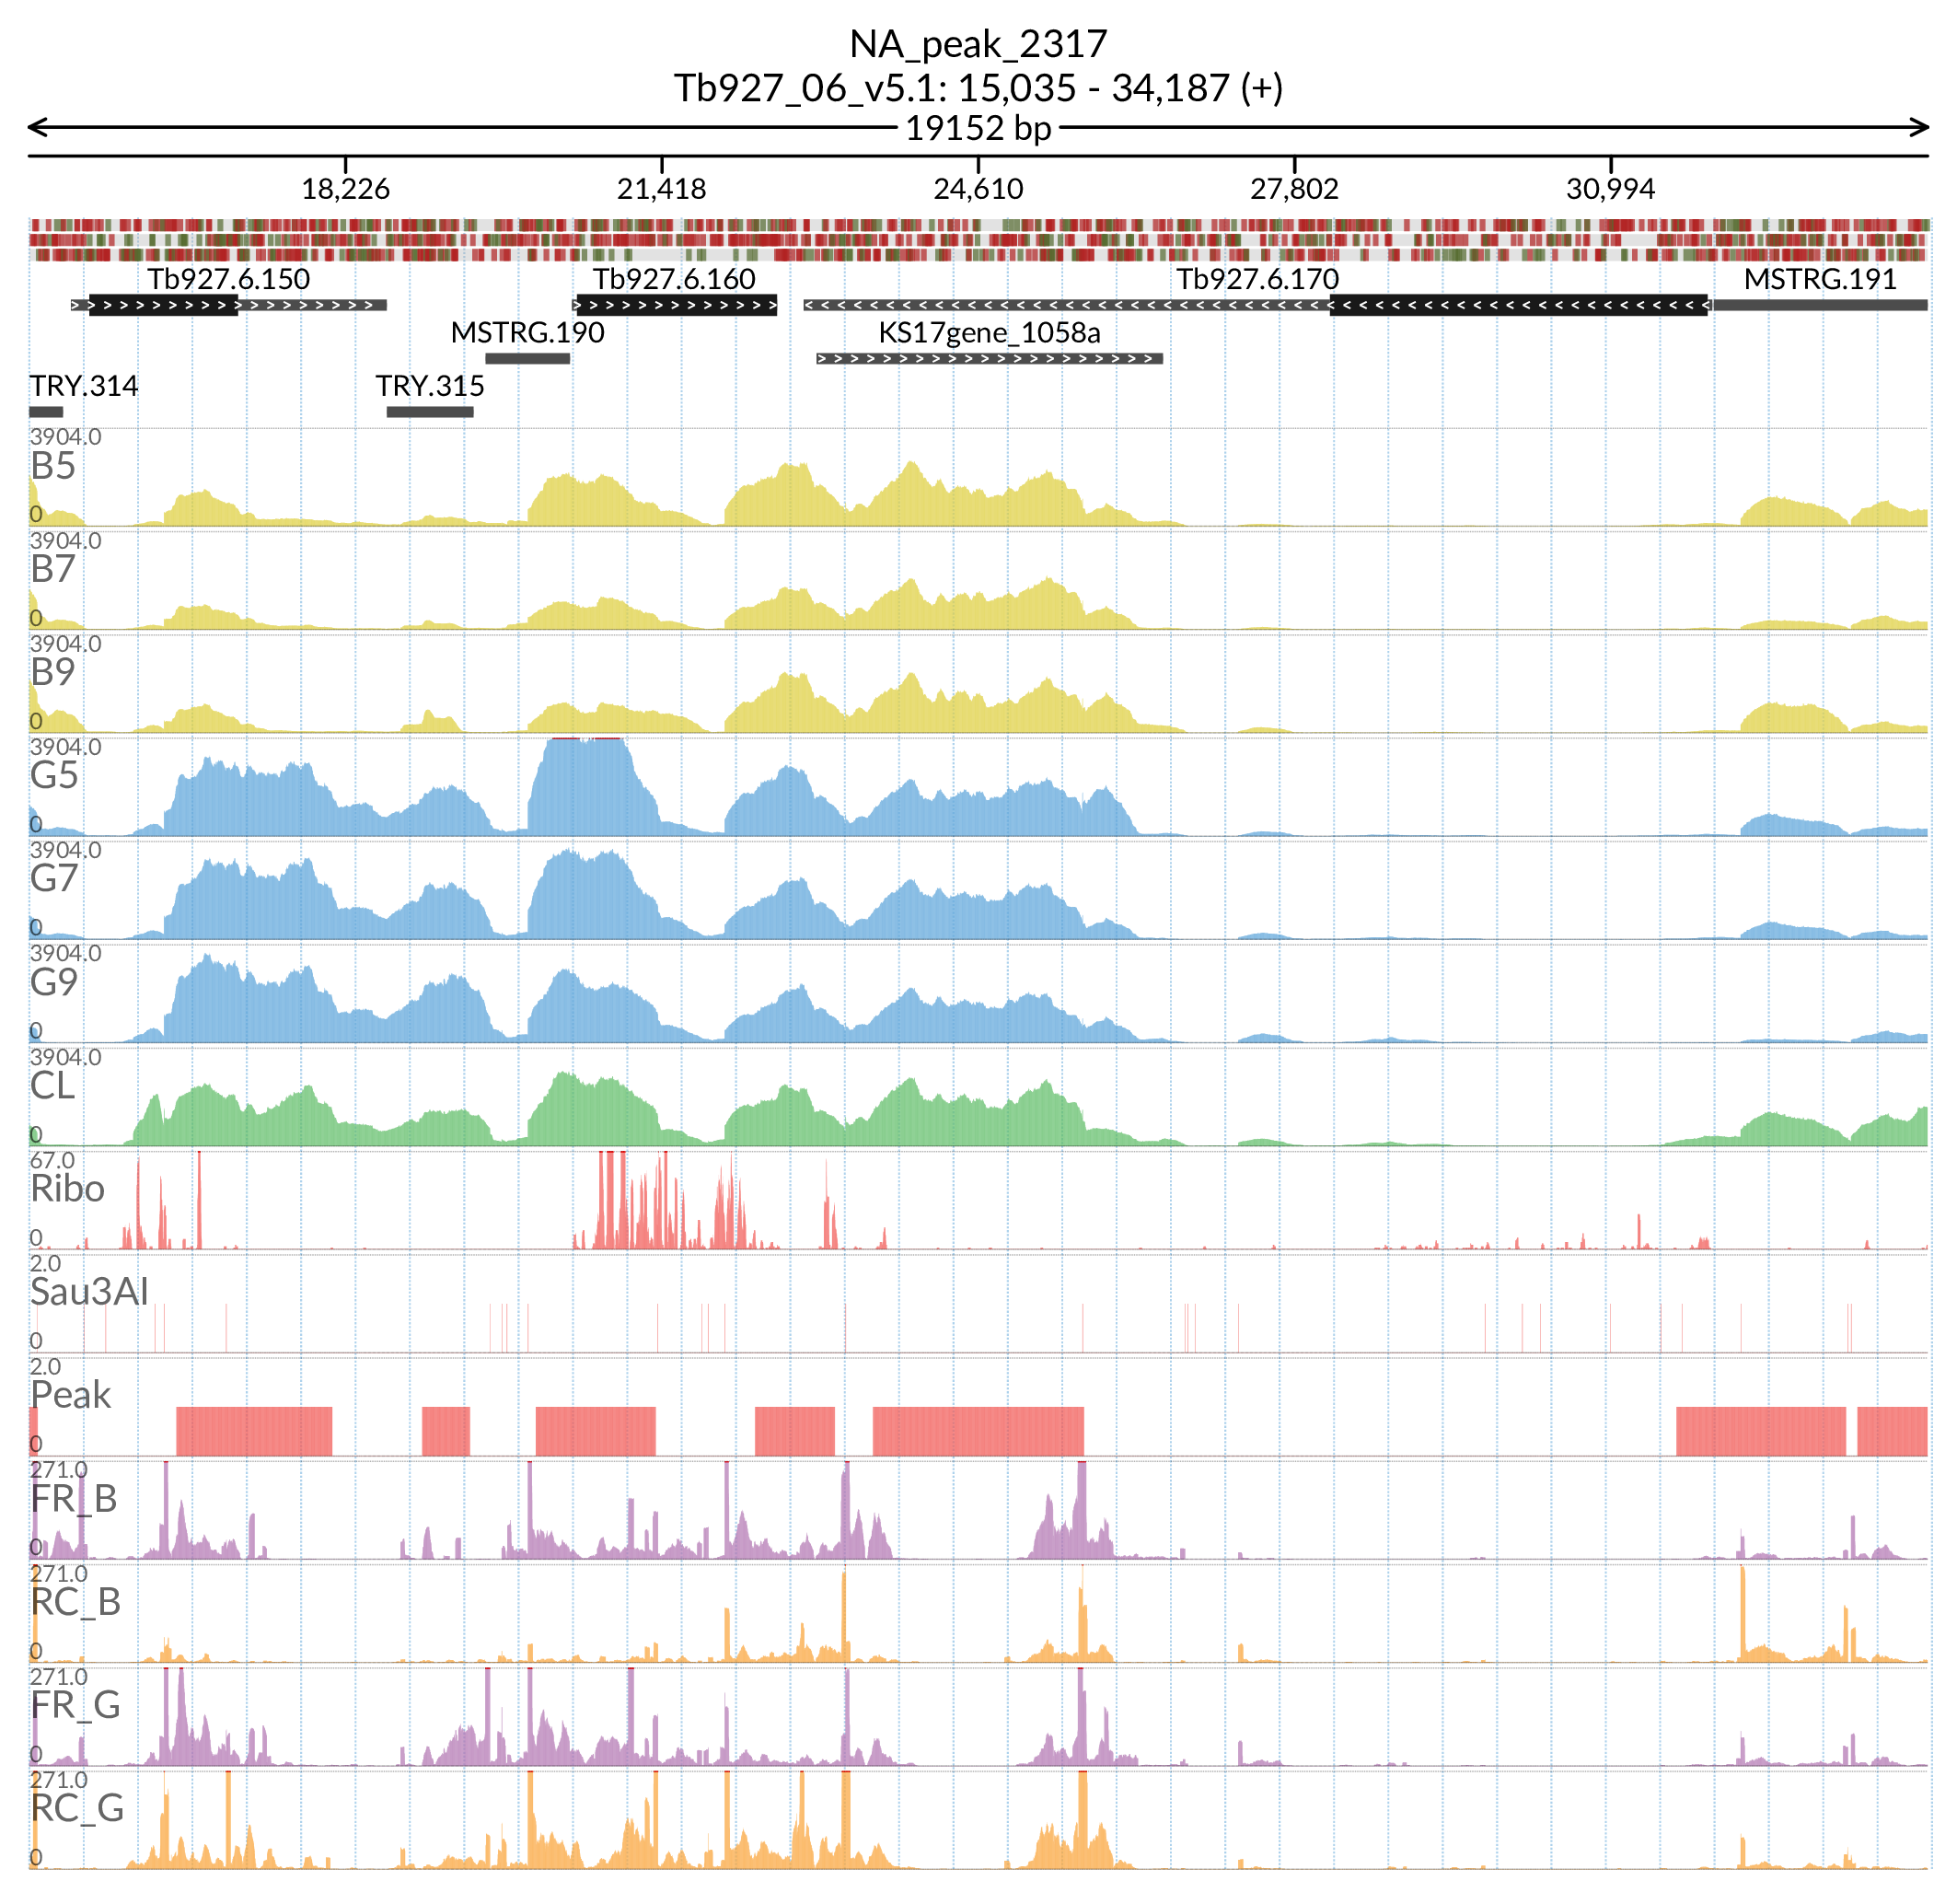 NA_peak_2317
Tb927_06_v5.1: 15,035 - 34,187 (+)
19152 bp
18,226 21,418 24,610 27,802 30,994
Tb927.6.150 Tb927.6.160 Tb927.6.170 MSTRG.191
MSTRG.190 KS17gene_1058a
TRY.314 TRY.315
3904.0
B5
0
3904.0
B7
0
3904.0
B9
0
3904.0
G5
0
3904.0
G7
0
3904.0
G9
0
3904.0
CL
0
67.0
Ribo
0
2.0
Sau3AI
0
2.0
Peak
0
271.0
FR_B
0
271.0
RC_B
0
271.0
FR_G
0
271.0
RC_G
0